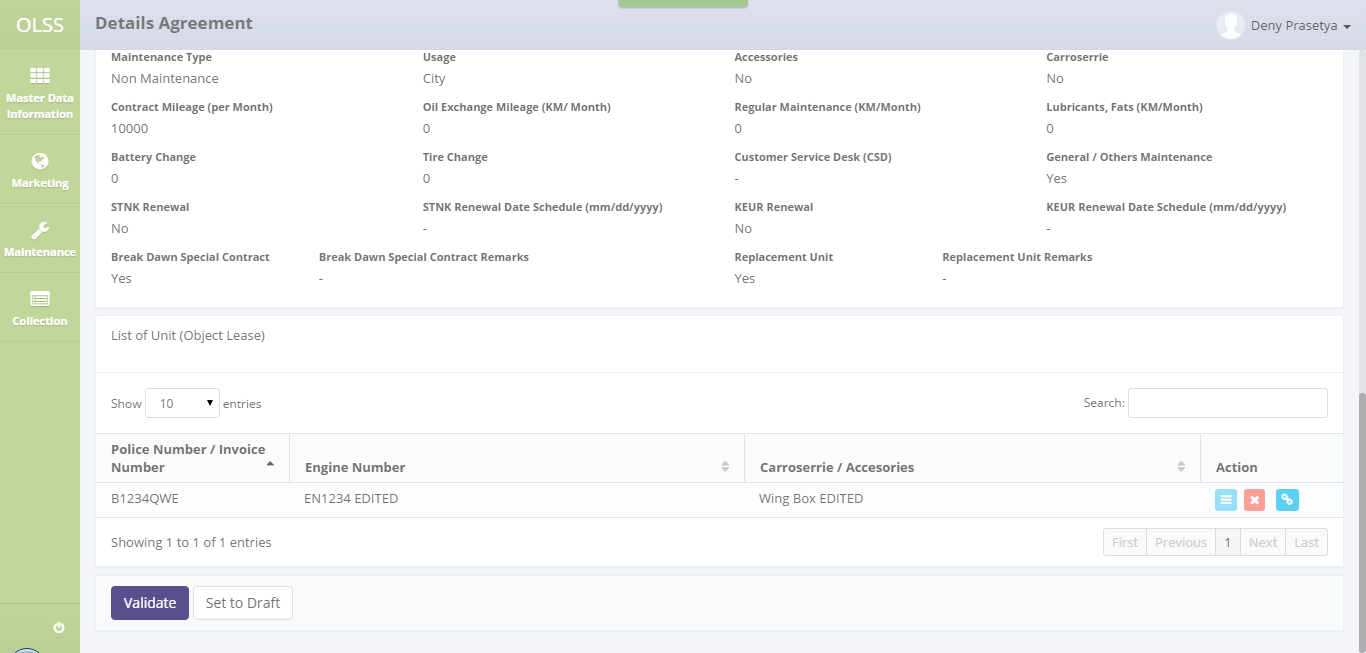 OLSS
Details Agreement
Deny Prasetya
Master Data
Information
Marketing
Maintenance
Collection
Maintenance Type
Usage
Accessories
Carroserrie
Non Maintenance
City
No
No
Contract Mileage (per Month)
Oil Exchange Mileage (KM/ Month)
Regular Maintenance (KM/Month)
Lubricants, Fats (KM/Month)
10000
0
0
0
Battery Change
Tire Change
Customer Service Desk (CSD)
General / Others Maintenance
0
0
-
Yes
STNK Renewal
STNK Renewal Date Schedule (mm/dd/yyyy)
KEUR Renewal
KEUR Renewal Date Schedule (mm/dd/yyyy)
No
-
No
-
Break Dawn Special Contract
Break Dawn Special Contract Remarks
Replacement Unit
Replacement Unit Remarks
Yes
-
Yes
-
List of Unit (Object Lease)
Show 10 entries
Search:
Police Number / Invoice
Number
Engine Number
Carroserrie / Accesories
Action
B1234QWE
EN1234 EDITED
Wing Box EDITED
Showing 1 to 1 of 1 entries
First Previous 1 Next Last
Validate
Set to Draft